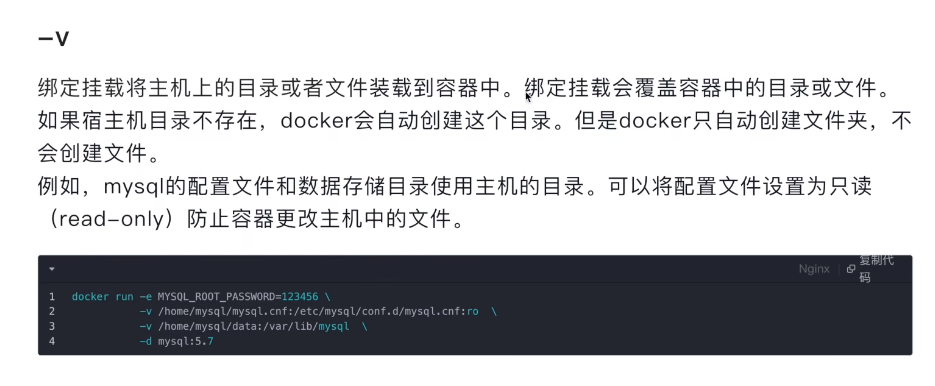 –v
绑定挂载将主机上的目录或者文件装载到容器中。绑定挂载会覆盖容器中的目录或文件。
如果宿主机目录不存在，docker会自动创建这个目录。但是docker只自动创建文件夹，不
会创建文件。
例如，mysql的配置文件和数据存储目录使用主机的目录。可以将配置文件设置为只读
（read–only）防止容器更改主机中的文件。
Nginx 复制代码
1 docker run -e MYSQL_ROOT_PASSWORD=123456 \
2 -v /home/mysql/mysql.cnf:/etc/mysql/conf.d/mysql.cnf:ro \
3 -v /home/mysql/data:/var/lib/mysql \
4 -d mysql:5.7